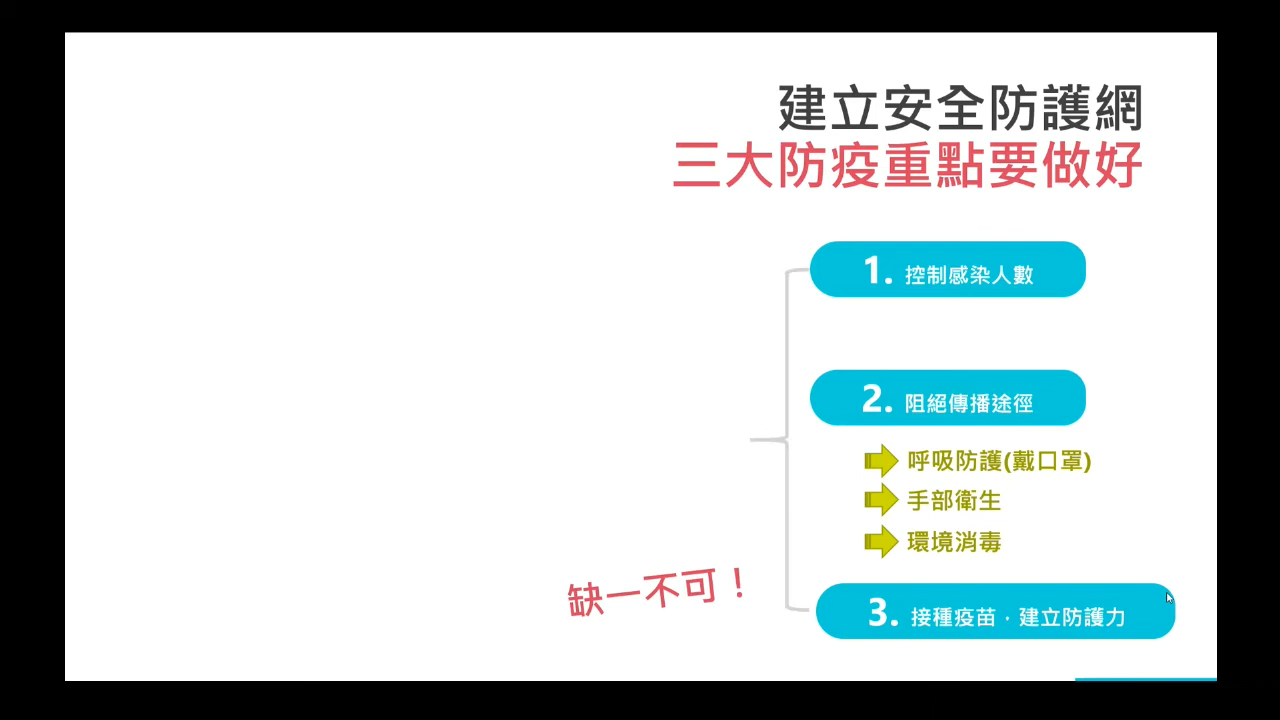 建立安全防護網
三大防疫重點要做好
1. 控制感染人數
2. 阻絕傳播途徑
呼吸防護(戴口罩)
手部衛生
環境消毒
缺一不可！
3. 接種疫苗．建立防護力